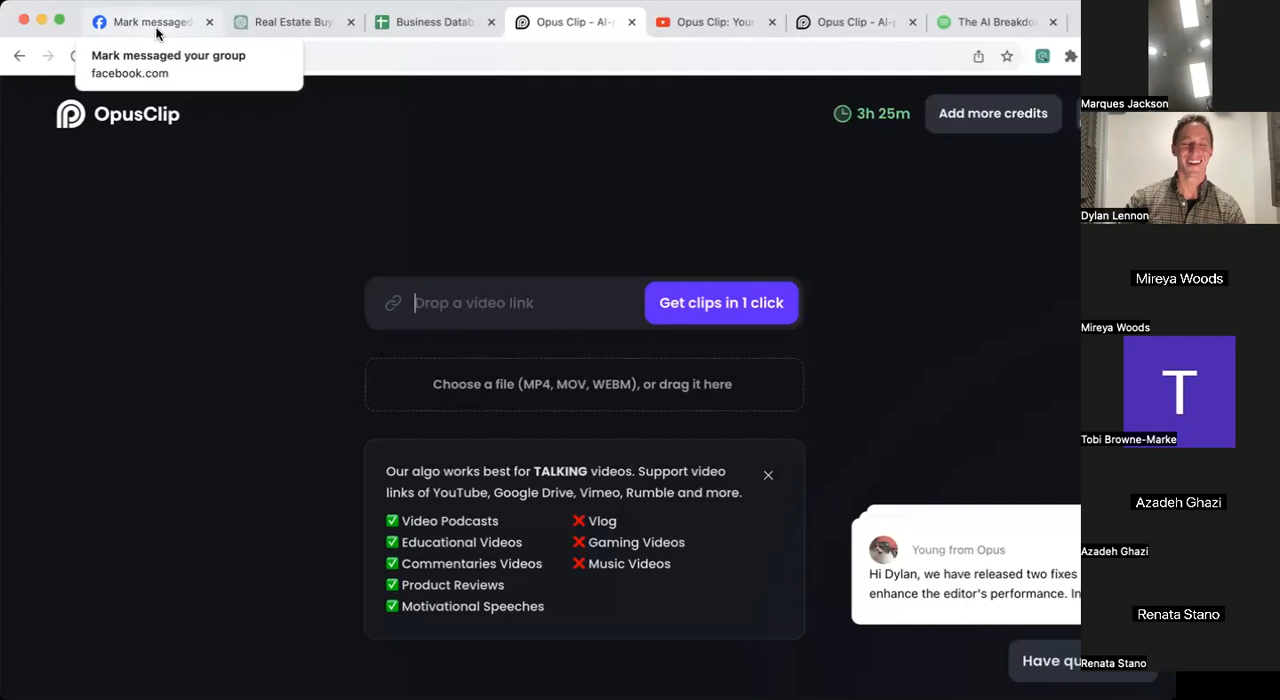 Mark messaged
Real Estate Buy
Business Datab
Opus Clip - AI-p
Opus Clip: Your
Opus Clip - AI-p
The AI Breakdo
Mark messaged your group
facebook.com
OpusClip
3h 25m
Add more credits
Drop a video link
Get clips in 1 click
Choose a file (MP4, MOV, WEBM), or drag it here
Our algo works best for TALKING videos. Support video
links of YouTube, Google Drive, Vimeo, Rumble and more.
✅ Video Podcasts
❌ Vlog
✅ Educational Videos
❌ Gaming Videos
✅ Commentaries Videos
❌ Music Videos
✅ Product Reviews
✅ Motivational Speeches
Young from Opus
Hi Dylan, we have released two fixes
enhance the editor's performance. In
Have qu
Marques Jackson
Dylan Lennon
Mireya Woods
Mireya Woods
T
Tobi Browne-Marke
Azadeh Ghazi
Azadeh Ghazi
Renata Stano
Renata Stano